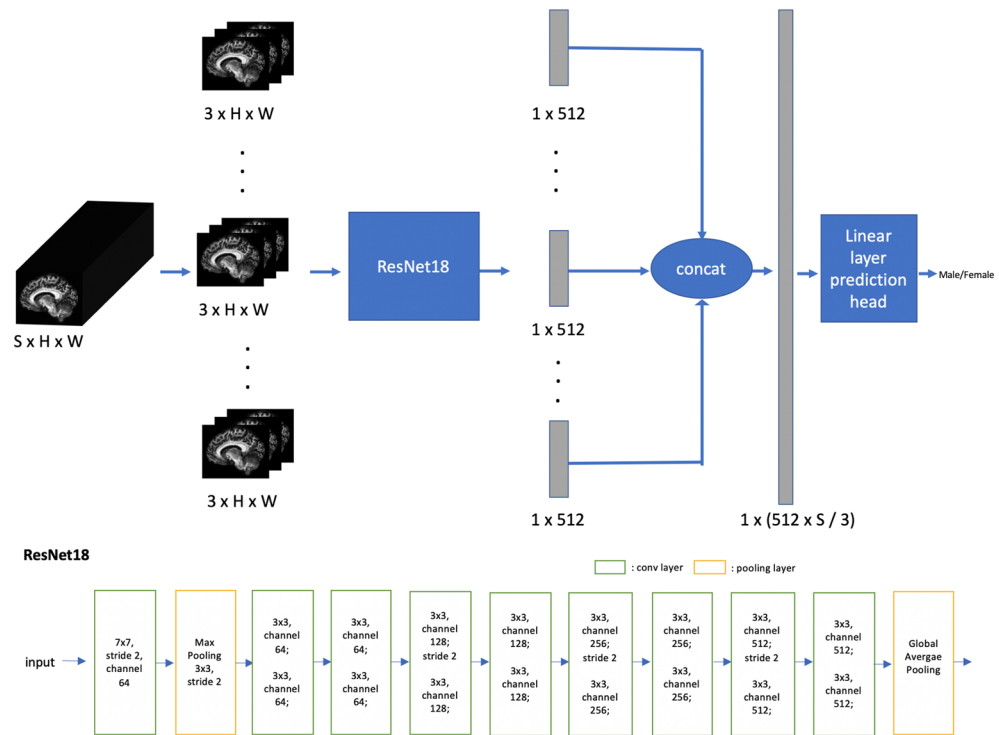 3 x H x W
1 x 512
S x H x W
3 x H x W
ResNet18
1 x 512
concat
Linear
layer
prediction
head
Male/Female
3 x H x W
1 x 512
1 x (512 x S / 3)
ResNet18
: conv layer
: pooling layer
input
7x7,
stride 2,
channel
64
Max
Pooling
3x3,
stride 2
3x3,
channel
64;
3x3,
channel
64;
3x3,
channel
64;
3x3,
channel
64;
3x3,
channel
128;
stride 2
3x3,
channel
128;
3x3,
channel
128;
3x3,
channel
128;
3x3,
channel
256;
stride 2
3x3,
channel
256;
3x3,
channel
256;
3x3,
channel
256;
3x3,
channel
512;
stride 2
3x3,
channel
512;
3x3,
channel
512;
3x3,
channel
512;
Global
Avergae
Pooling